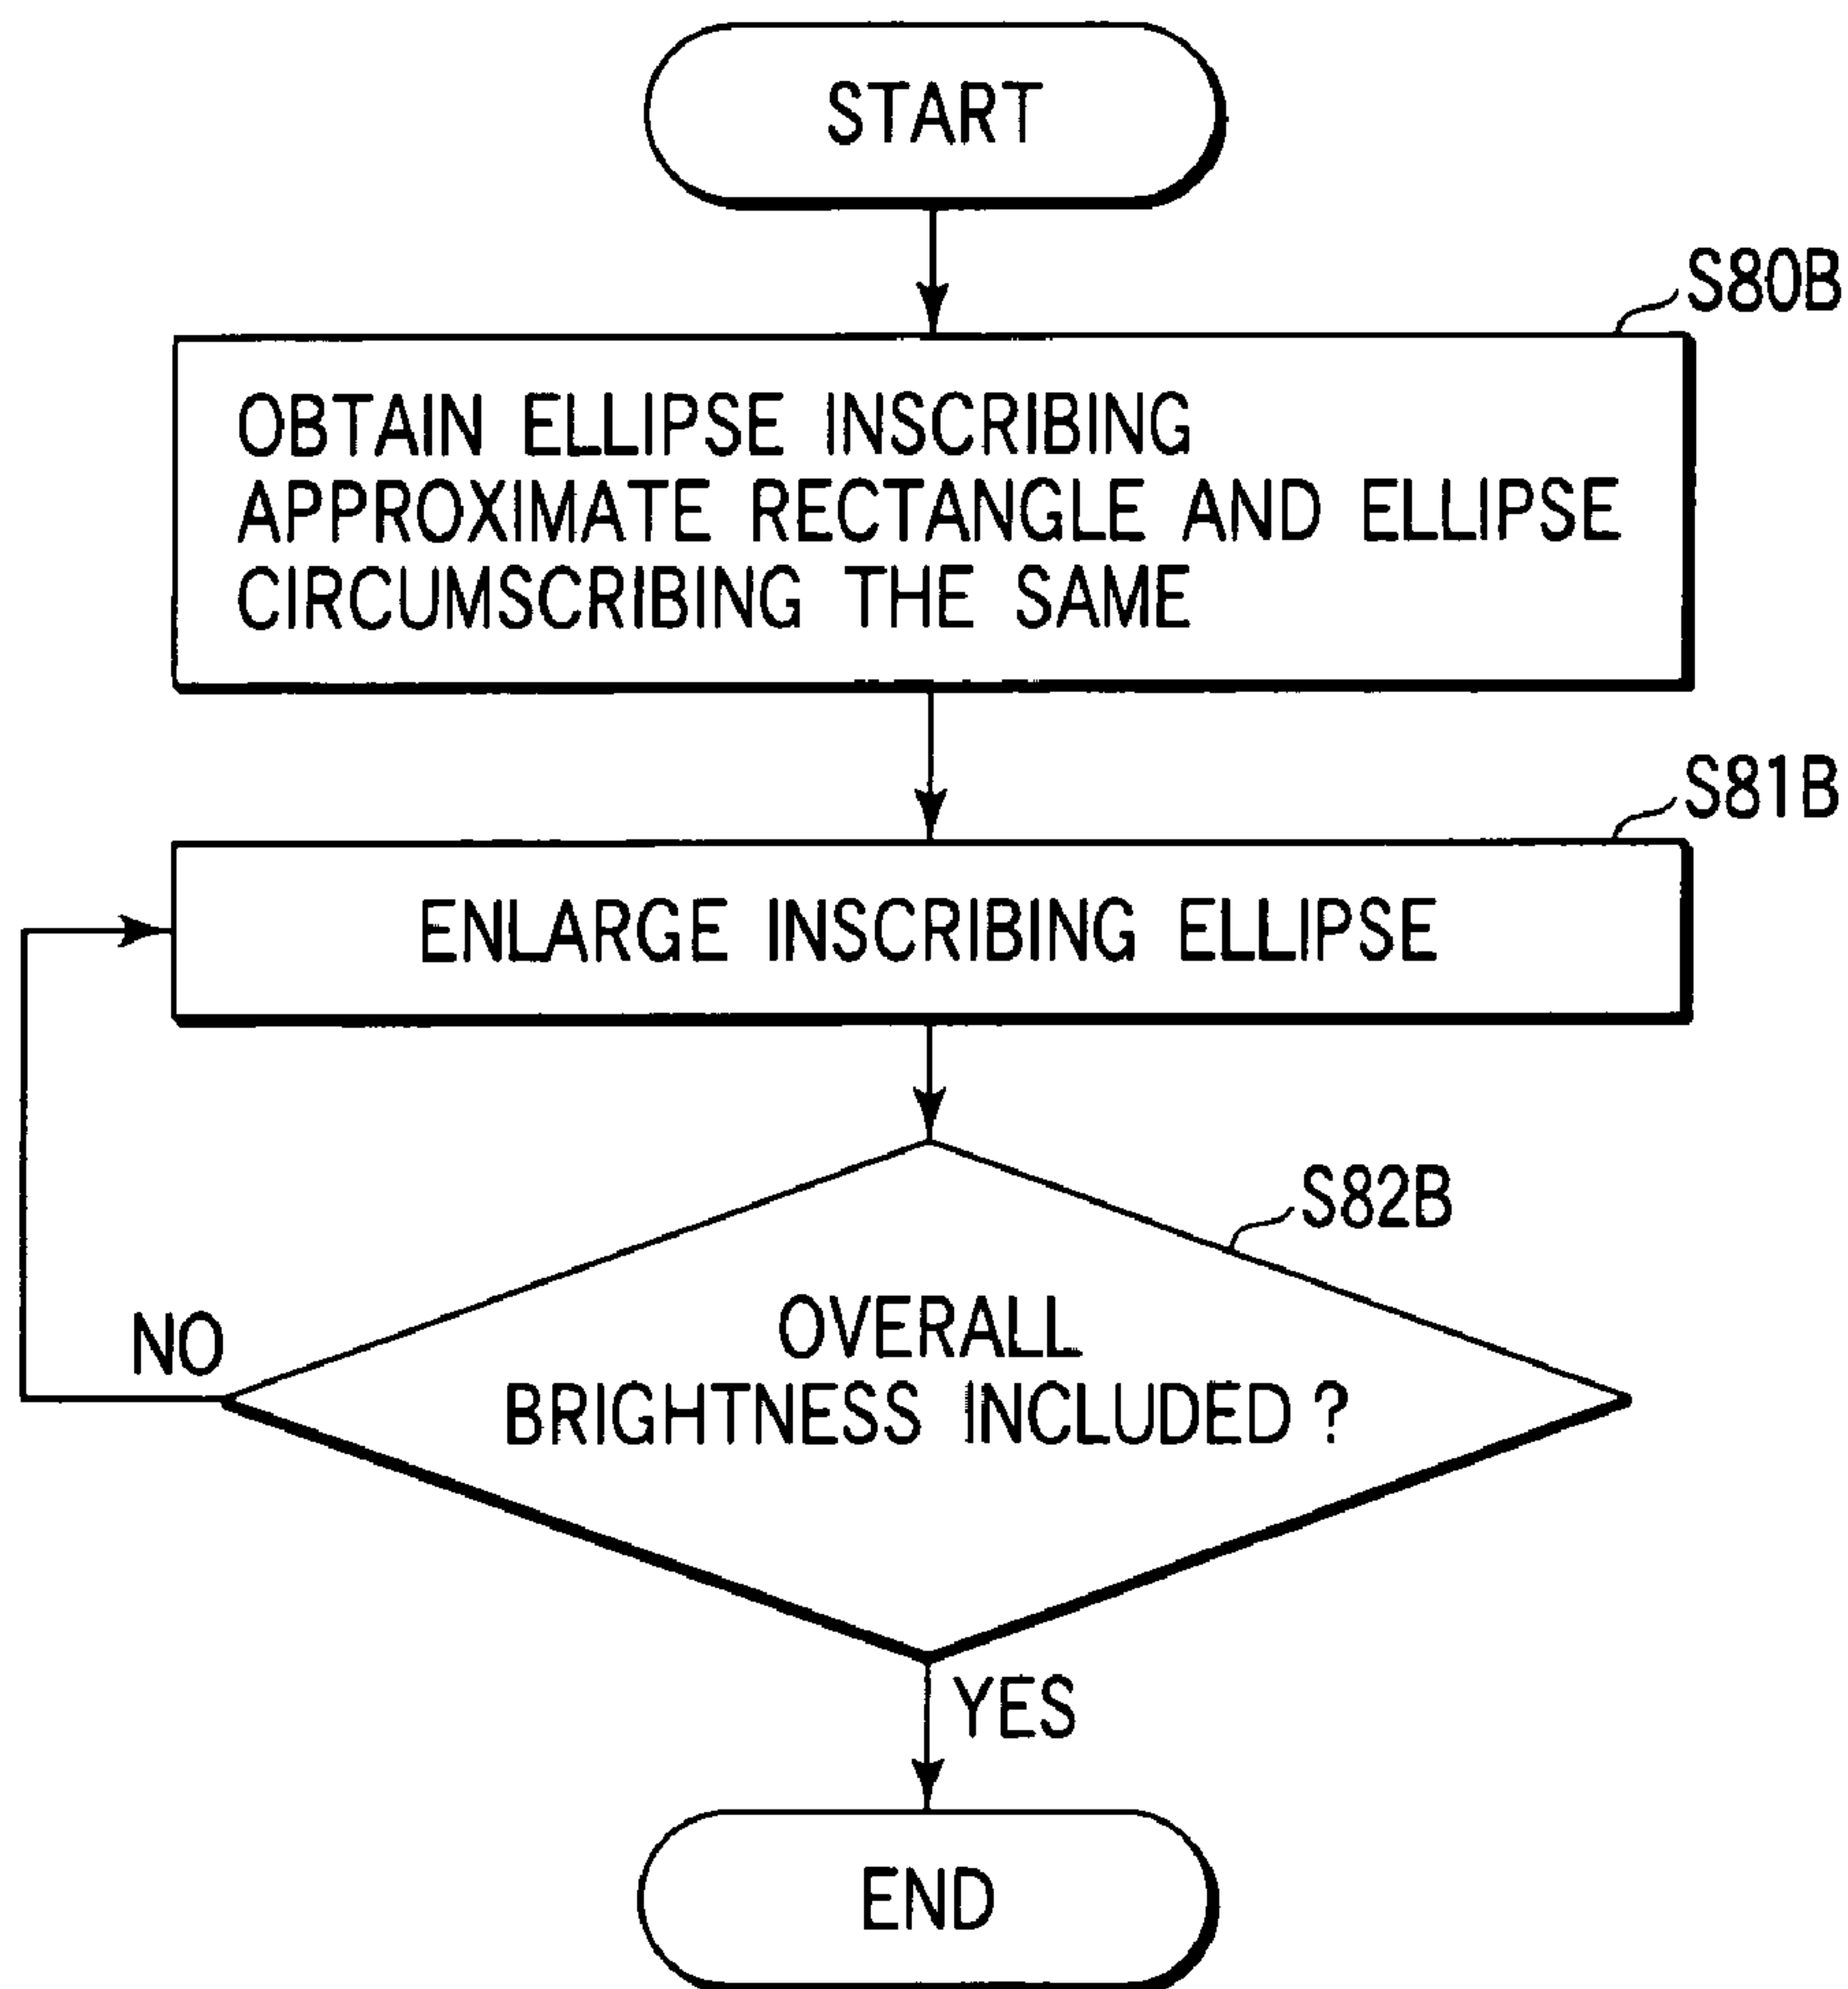 START
S80B
OBTAIN ELLIPSE INSCRIBING
APPROXIMATE RECTANGLE AND ELLIPSE
CIRCUMSCRIBING THE SAME
S81B
ENLARGE INSCRIBING ELLIPSE
S82B
OVERALL
BRIGHTNESS INCLUDED ?
NO
YES
END